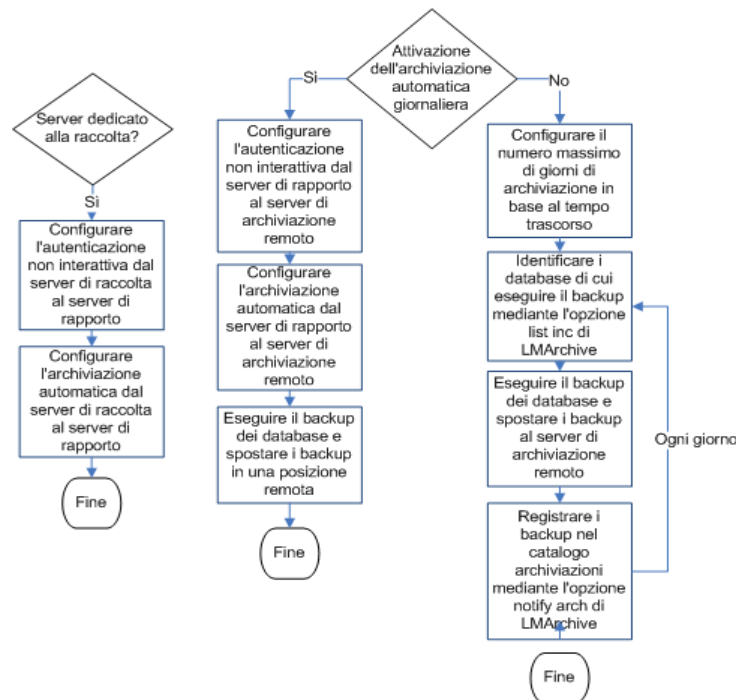 Server dedicato
alla raccolta?
Sì
Configurare
l'autenticazione
non interattiva dal
server di raccolta
al server di
rapporto
Configurare
l'archiviazione
automatica dal
server di raccolta
al server di
rapporto
Fine
Attivazione
dell'archiviazione
automatica
giornaliera
Sì
Configurare
l'autenticazione
non interattiva dal
server di rapporto
al server di
archiviazione
remoto
Configurare
l'archiviazione
automatica dal
server di rapporto
al server di
archiviazione
remoto
Eseguire il backup
dei database e
spostare i backup
in una posizione
remota
Fine
No
Configurare il
numero massimo
di giorni di
archiviazione in
base al tempo
trascorso
Identificare i
database di cui
eseguire il backup
mediante l'opzione
list inc di
LMArchive
Eseguire il backup
dei database e
spostare i backup
al server di
archiviazione
remoto
Ogni giorno
Registrare i
backup nel
catalogo
archiviazioni
mediante l'opzione
notify arch di
LMArchive
Fine